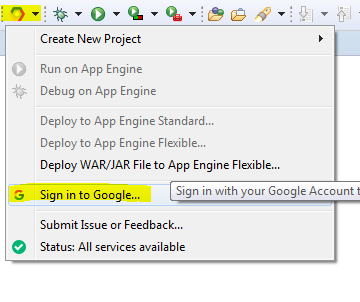 Create New Project
Run on App Engine
Debug on App Engine
Deploy to App Engine Standard...
Deploy to App Engine Flexible...
Deploy WAR/JAR File to App Engine Flexible...
Sign in to Google...
Sign in with your Google Account t
Submit Issue or Feedback...
Status: All services available